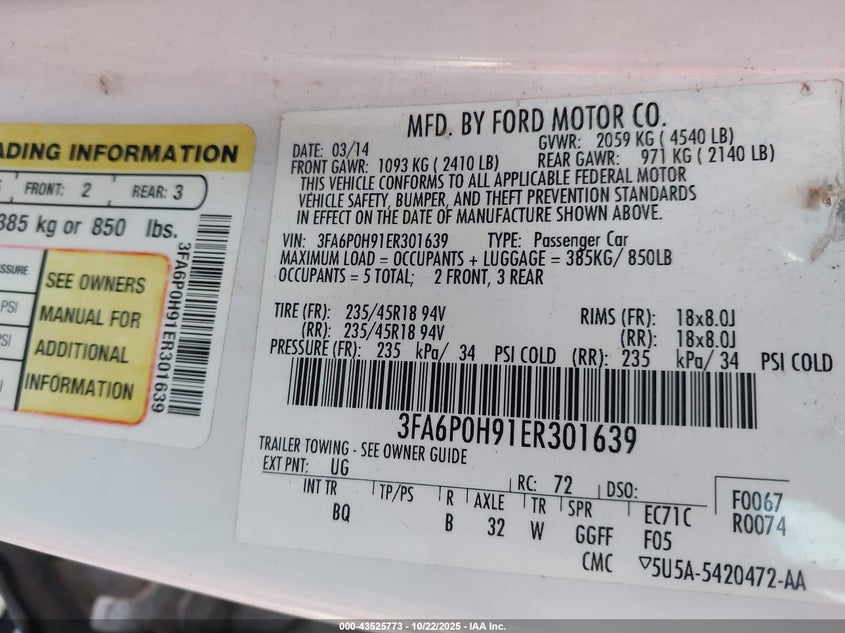 ADING INFORMATION
FRONT: 2 REAR: 3
385 kg or 850 lbs.
SSURE
PSI
PSI
SEE OWNERS
MANUAL FOR
ADDITIONAL
INFORMATION
3FA6P0H91ER301639
MFD. BY FORD MOTOR CO.
DATE: 03/14 GVWR: 2059 KG ( 4540 LB)
FRONT GAWR: 1093 KG ( 2410 LB) REAR GAWR: 971 KG ( 2140 LB)
THIS VEHICLE CONFORMS TO ALL APPLICABLE FEDERAL MOTOR
VEHICLE SAFETY, BUMPER, AND THEFT PREVENTION STANDARDS
IN EFFECT ON THE DATE OF MANUFACTURE SHOWN ABOVE.
VIN: 3FA6P0H91ER301639 TYPE: Passenger Car
MAXIMUM LOAD = OCCUPANTS + LUGGAGE = 385KG/ 850LB
OCCUPANTS = 5 TOTAL; 2 FRONT, 3 REAR
TIRE (FR): 235/45R18 94V RIMS (FR): 18x8.0J
(RR): 235/45R18 94V (RR): 18x8.0J
PRESSURE (FR): 235 kPa/ 34 PSI COLD (RR): 235 kPa/ 34 PSI COLD
3FA6P0H91ER301639
TRAILER TOWING - SEE OWNER GUIDE
EXT PNT: UG RC: 72 DSO: F0067
INT TR TP/PS R AXLE TR SPR EC71C R0074
BQ B 32 W GGFF F05
CMC ▽5U5A-5420472-AA
000-43525773 - 10/22/2025 - IAA Inc.